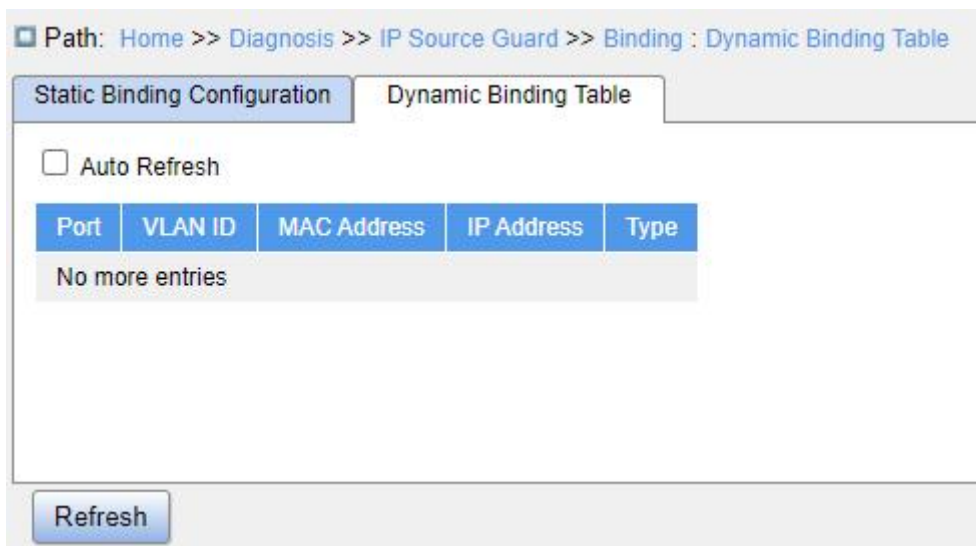 Path: Home >> Diagnosis >> IP Source Guard >> Binding : Dynamic Binding Table
Static Binding Configuration Dynamic Binding Table
Auto Refresh
Port VLAN ID MAC Address IP Address Type
No more entries
Refresh